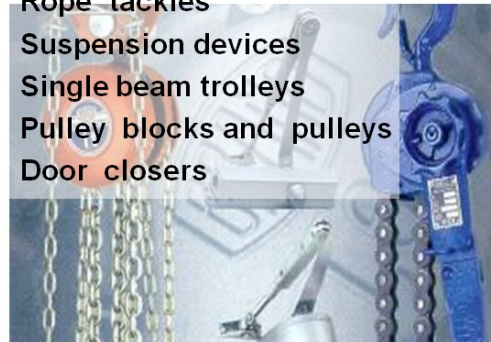 Rope tackles
Suspension devices
Single beam trolleys
Pulley blocks and pulleys
Door closers